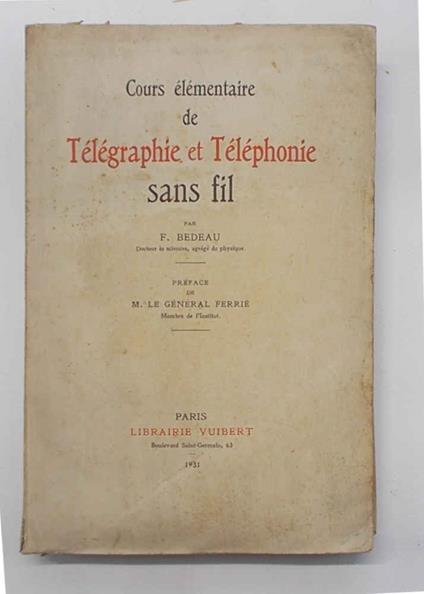 Cours élémentaire
de
Télégraphie et Téléphonie
sans fil
PAR
F. BEDEAU
Docteur ès sciences, agrégé de physique
PRÉFACE
DE
M. LE GÉNÉRAL FERRIÉ
Membre de l'Institut.
PARIS
LIBRAIRIE VUIBERT
Boulevard Saint-Germain, 63
1931